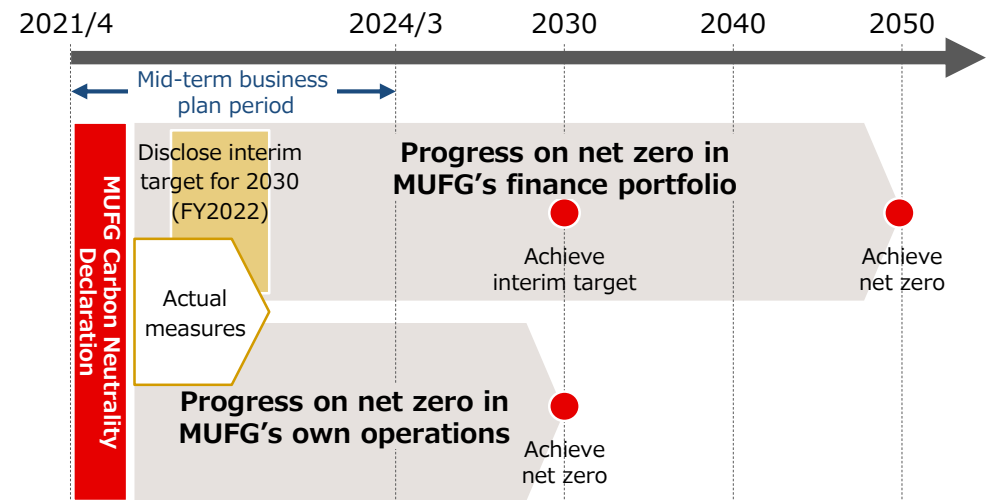 2021/4
2024/3
2030
2040
2050
Mid-term business
plan period
MUFG Carbon Neutrality
Declaration
Disclose interim
target for 2030
(FY2022)
Actual
measures
Progress on net zero in
MUFG's finance portfolio
Achieve
interim target
Achieve
net zero
Progress on net zero in
MUFG's own operations
Achieve
net zero